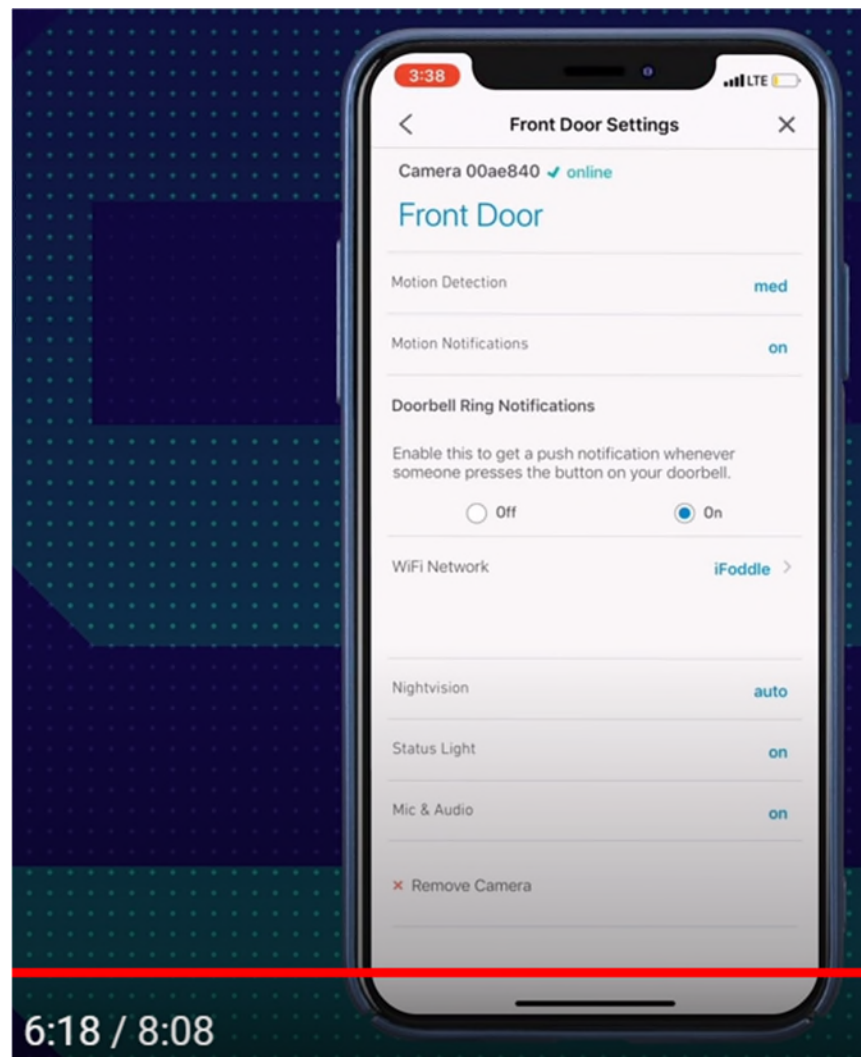 3:38
LTE
Front Door Settings
Camera 00ae840 ✓ online
Front Door
Motion Detection
med
Motion Notifications
on
Doorbell Ring Notifications
Enable this to get a push notification whenever
someone presses the button on your doorbell.
Off
On
WiFi Network
iFoddle
Nightvision
auto
Status Light
on
Mic & Audio
on
× Remove Camera
6:18 / 8:08